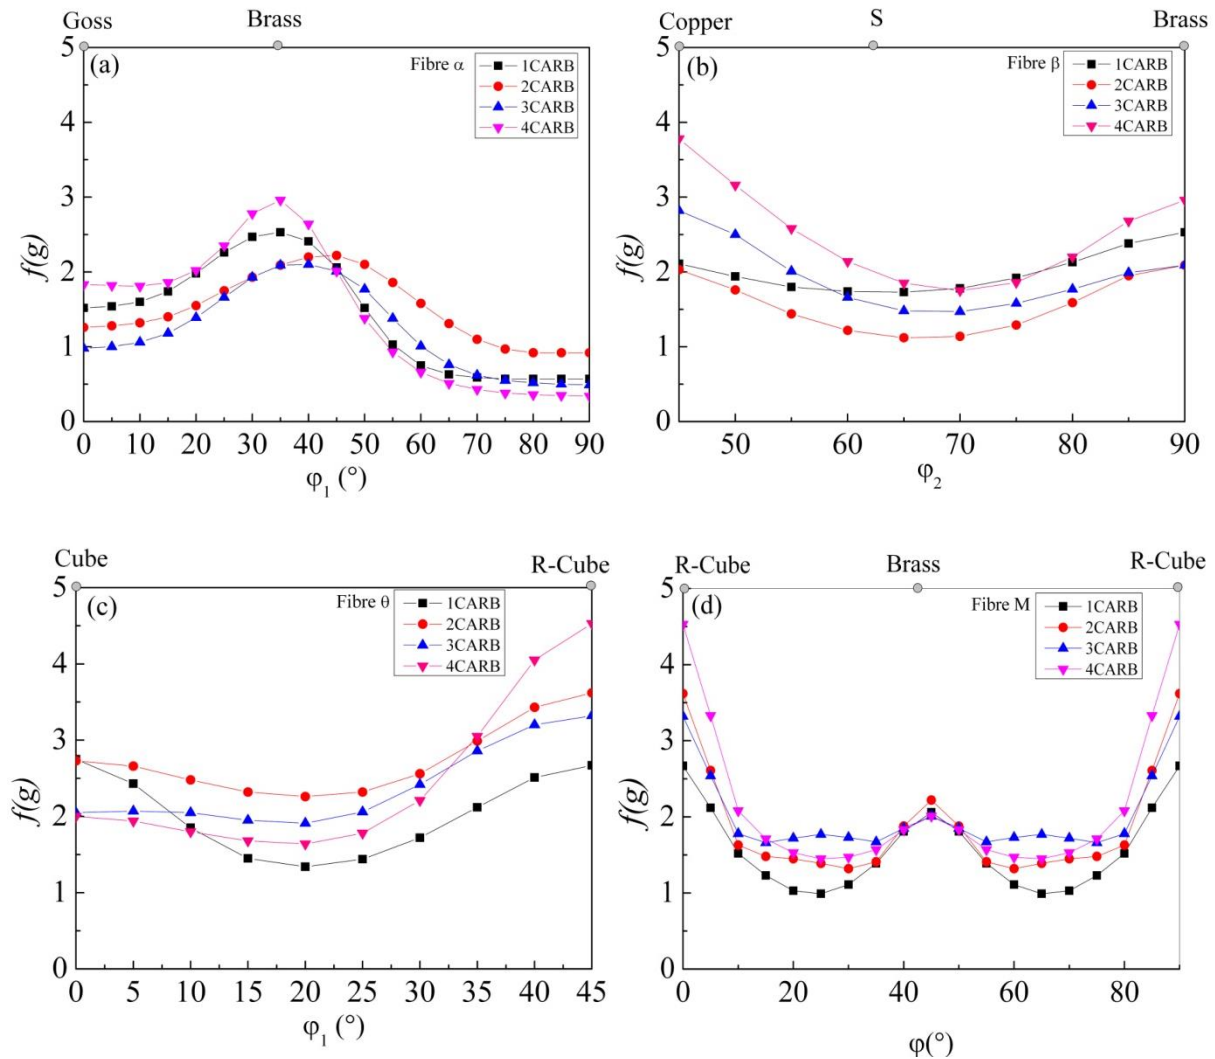 Goss Brass
(a) Fibre α
1CARB
2CARB
3CARB
4CARB
5
4
3
2
1
0
f(g)
0 10 20 30 40 50 60 70 80 90
φ1 (°)
Copper S Brass
(b) Fibre β
1CARB
2CARB
3CARB
4CARB
5
4
3
2
1
0
f(g)
50 60 70 80 90
φ2
Cube R-Cube
(c) Fibre θ
1CARB
2CARB
3CARB
4CARB
5
4
3
2
1
0
f(g)
0 5 10 15 20 25 30 35 40 45
φ1 (°)
R-Cube Brass R-Cube
(d) Fibre M
1CARB
2CARB
3CARB
4CARB
5
4
3
2
1
0
f(g)
0 20 40 60 80
φ(°)